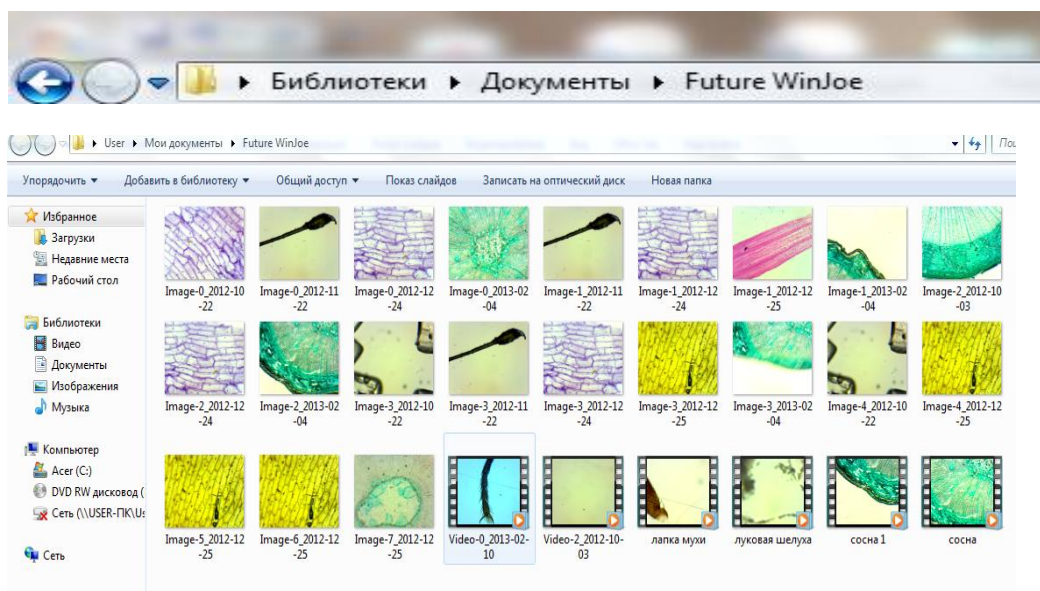 Библиотеки Документы Future WinJoe
User Мои документы Future WinJoe
Упорядочить Добавить в библиотеку Общий доступ Показ слайдов Записать на оптический диск Новая папка
Избранное
Загрузки
Недавние места
Рабочий стол
Библиотеки
Видео
Документы
Изображения
Музыка
Компьютер
Acer (C:)
DVD RW дисковод (
Сеть (\\USER-ПК\Us
Сеть
Image-0_2012-10
-22
Image-0_2012-11
-22
Image-0_2012-12
-24
Image-0_2013-02
-04
Image-1_2012-11
-22
Image-1_2012-12
-24
Image-1_2012-12
-25
Image-1_2013-02
-04
Image-2_2012-10
-03
Image-2_2012-12
-24
Image-2_2013-02
-04
Image-3_2012-10
-22
Image-3_2012-11
-22
Image-3_2012-12
-24
Image-3_2012-12
-25
Image-3_2013-02
-04
Image-4_2012-10
-22
Image-4_2012-12
-25
Image-5_2012-12
-25
Image-6_2012-12
-25
Image-7_2012-12
-25
Video-0_2013-02-
10
Video-2_2012-10-
03
лапка мухи
луковая шелуха
сосна 1
сосна